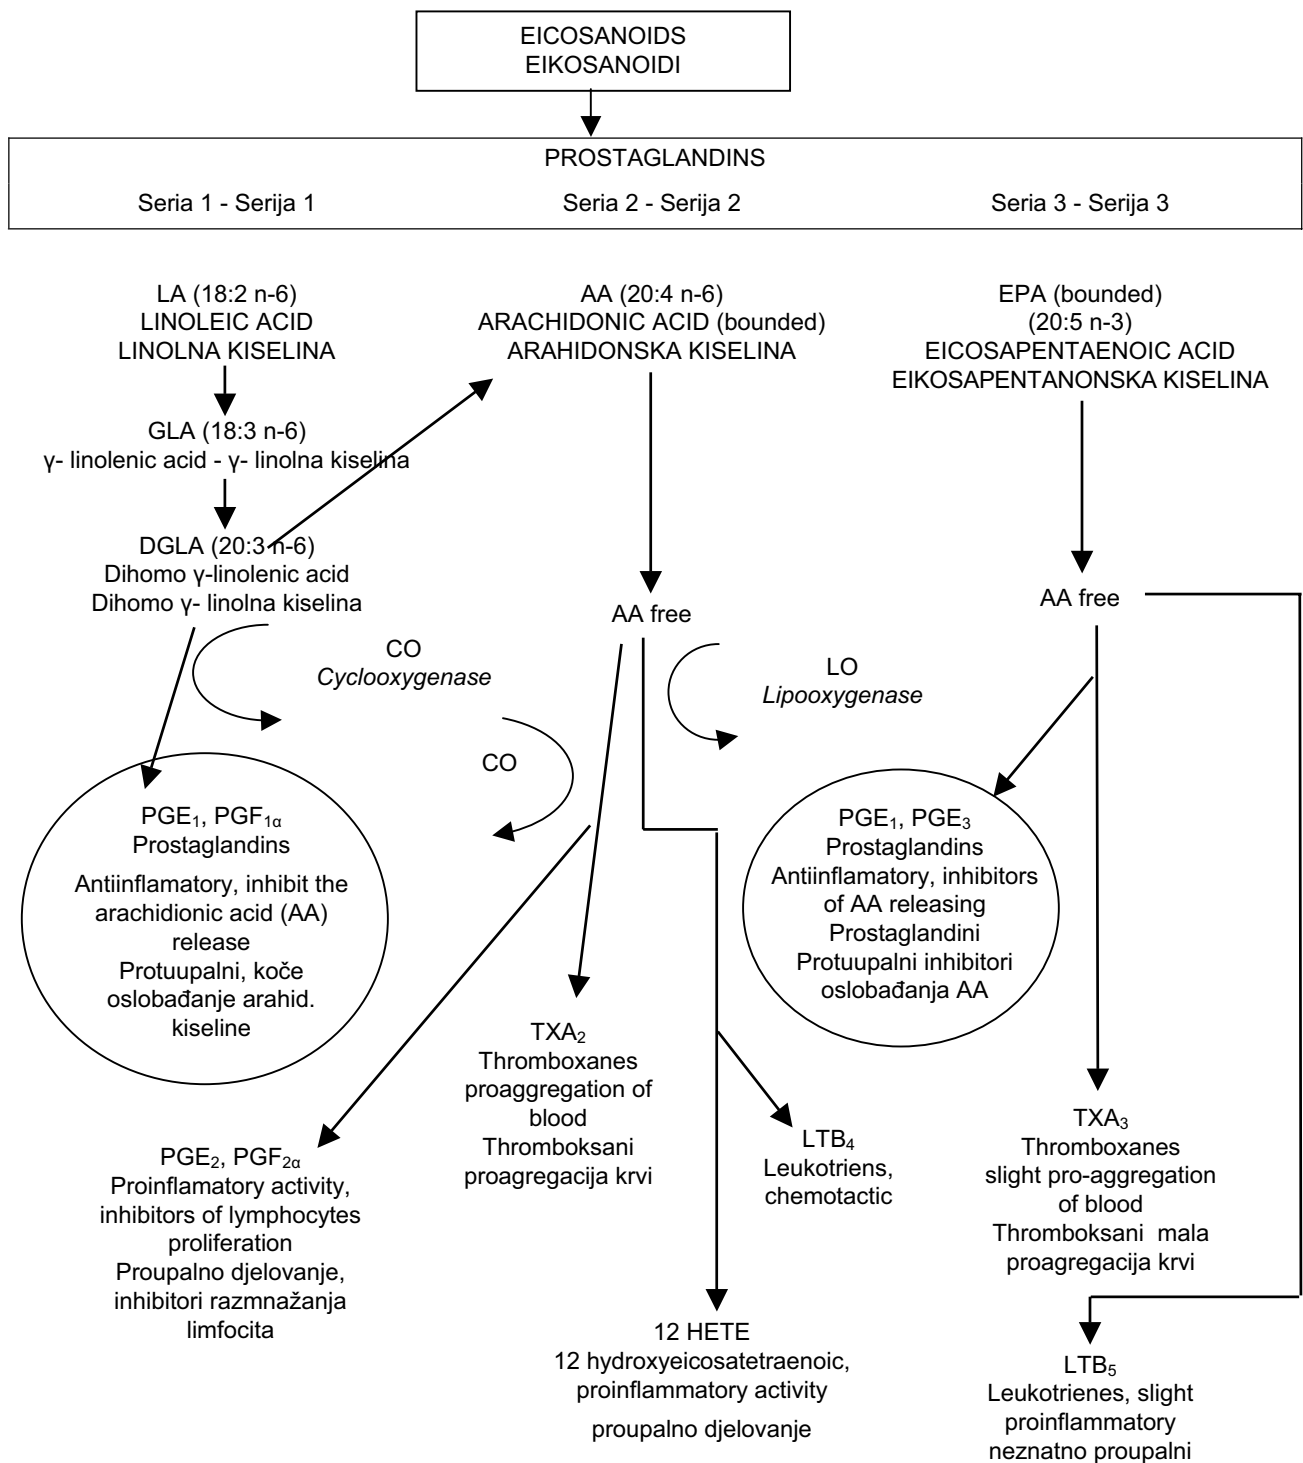 EICOSANOIDS
EIKOSANOIDI
PROSTAGLANDINS
Seria 1 - Serija 1
Seria 2 - Serija 2
Seria 3 - Serija 3
LA (18:2 n-6)
LINOLEIC ACID
LINOLNA KISELINA
GLA (18:3 n-6)
γ- linolenic acid - γ- linolna kiselina
DGLA (20:3 n-6)
Dihomo γ-linolenic acid
Dihomo γ- linolna kiselina
AA (20:4 n-6)
ARACHIDONIC ACID (bounded)
ARAHIDONSKA KISELINA
AA free
EPA (bounded)
(20:5 n-3)
EICOSAPENTAENOIC ACID
EIKOSAPENTANONSKA KISELINA
AA free
CO
Cyclooxygenase
CO
LO
Lipooxygenase
PGE₁, PGF₁α
Prostaglandins
Antiinflamatory, inhibit the
arachidionic acid (AA)
release
Protuupalni, koče
oslobađanje arahid.
kiseline
PGE₁, PGE₃
Prostaglandins
Antiinflamatory, inhibitors
of AA releasing
Prostaglandini
Protuupalni inhibitori
oslobađanja AA
PGE₂, PGF₂α
Proinflamatory activity,
inhibitors of lymphocytes
proliferation
Proupalno djelovanje,
inhibitori razmnažanja
limfocita
TXA₂
Thromboxanes
proaggregation of
blood
Thromboksani
proagregacija krvi
LTB₄
Leukotriens,
chemotactic
12 HETE
12 hydroxyeicosatetraenoic,
proinflammatory activity
proupalno djelovanje
TXA₃
Thromboxanes
slight pro-aggregation
of blood
Thromboksani mala
proagregacija krvi
LTB₅
Leukotrienes, slight
proinflammatory
neznatno proupalni